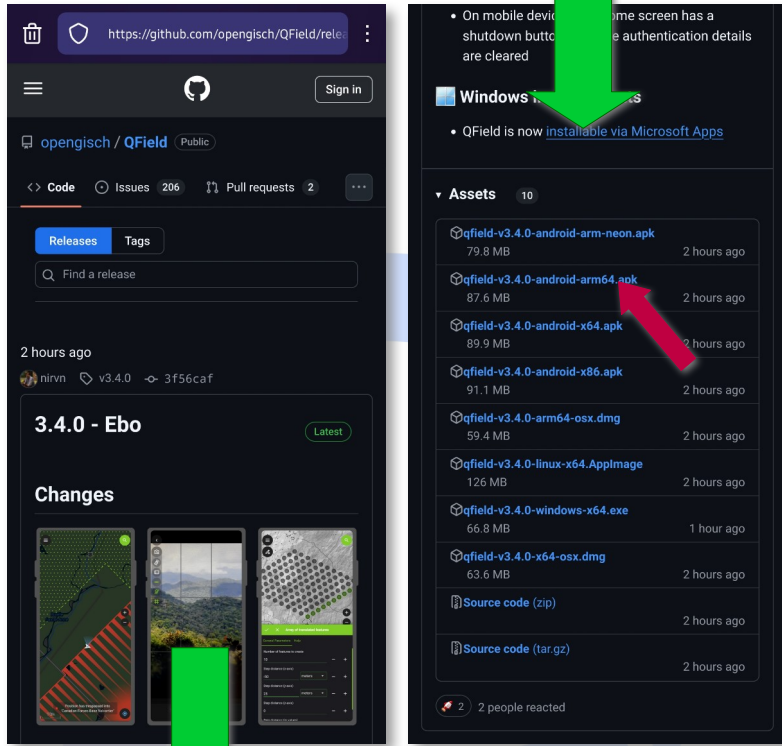 https://github.com/opengisch/QField/relea
Sign in
opengisch / QField Public
Code Issues 206 Pull requests 2
Releases Tags
Find a release
2 hours ago
nirvn v3.4.0 3f56caf
3.4.0 - Ebo Latest
Changes
On mobile ome screen has a
shutdown authentication details
are cleared
Windows
QField is now installable via Microsoft Apps
Assets 10
qfield-v3.4.0-android-arm-neon.apk
79.8 MB 2 hours ago
qfield-v3.4.0-android-arm64.apk
87.6 MB 2 hours ago
qfield-v3.4.0-android-x64.apk
89.9 MB 2 hours ago
qfield-v3.4.0-android-x86.apk
91.1 MB 2 hours ago
qfield-v3.4.0-arm64-osx.dmg
59.4 MB 2 hours ago
qfield-v3.4.0-linux-x64.AppImage
126 MB 2 hours ago
qfield-v3.4.0-windows-x64.exe
66.8 MB 1 hour ago
qfield-v3.4.0-x64-osx.dmg
63.6 MB 2 hours ago
Source code (zip)
2 hours ago
Source code (tar.gz)
2 hours ago
2 2 people reacted